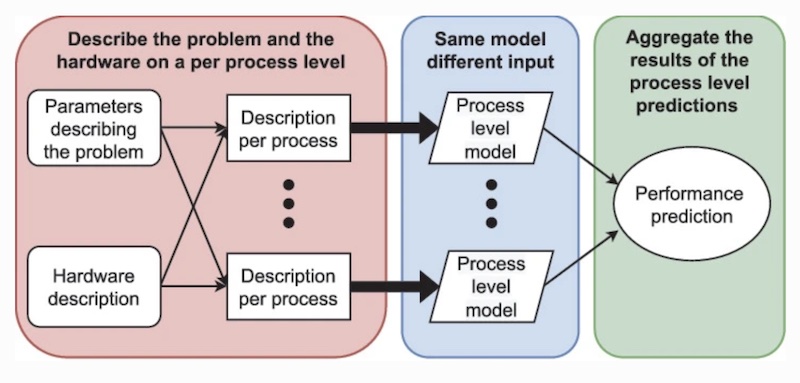 Describe the problem and the
hardware on a per process level
Parameters
describing
the problem
Hardware
description
Description
per process
Description
per process
Same model
different input
Process
level
model
Process
level
model
Aggregate the
results of the
process level
predictions
Performance
prediction